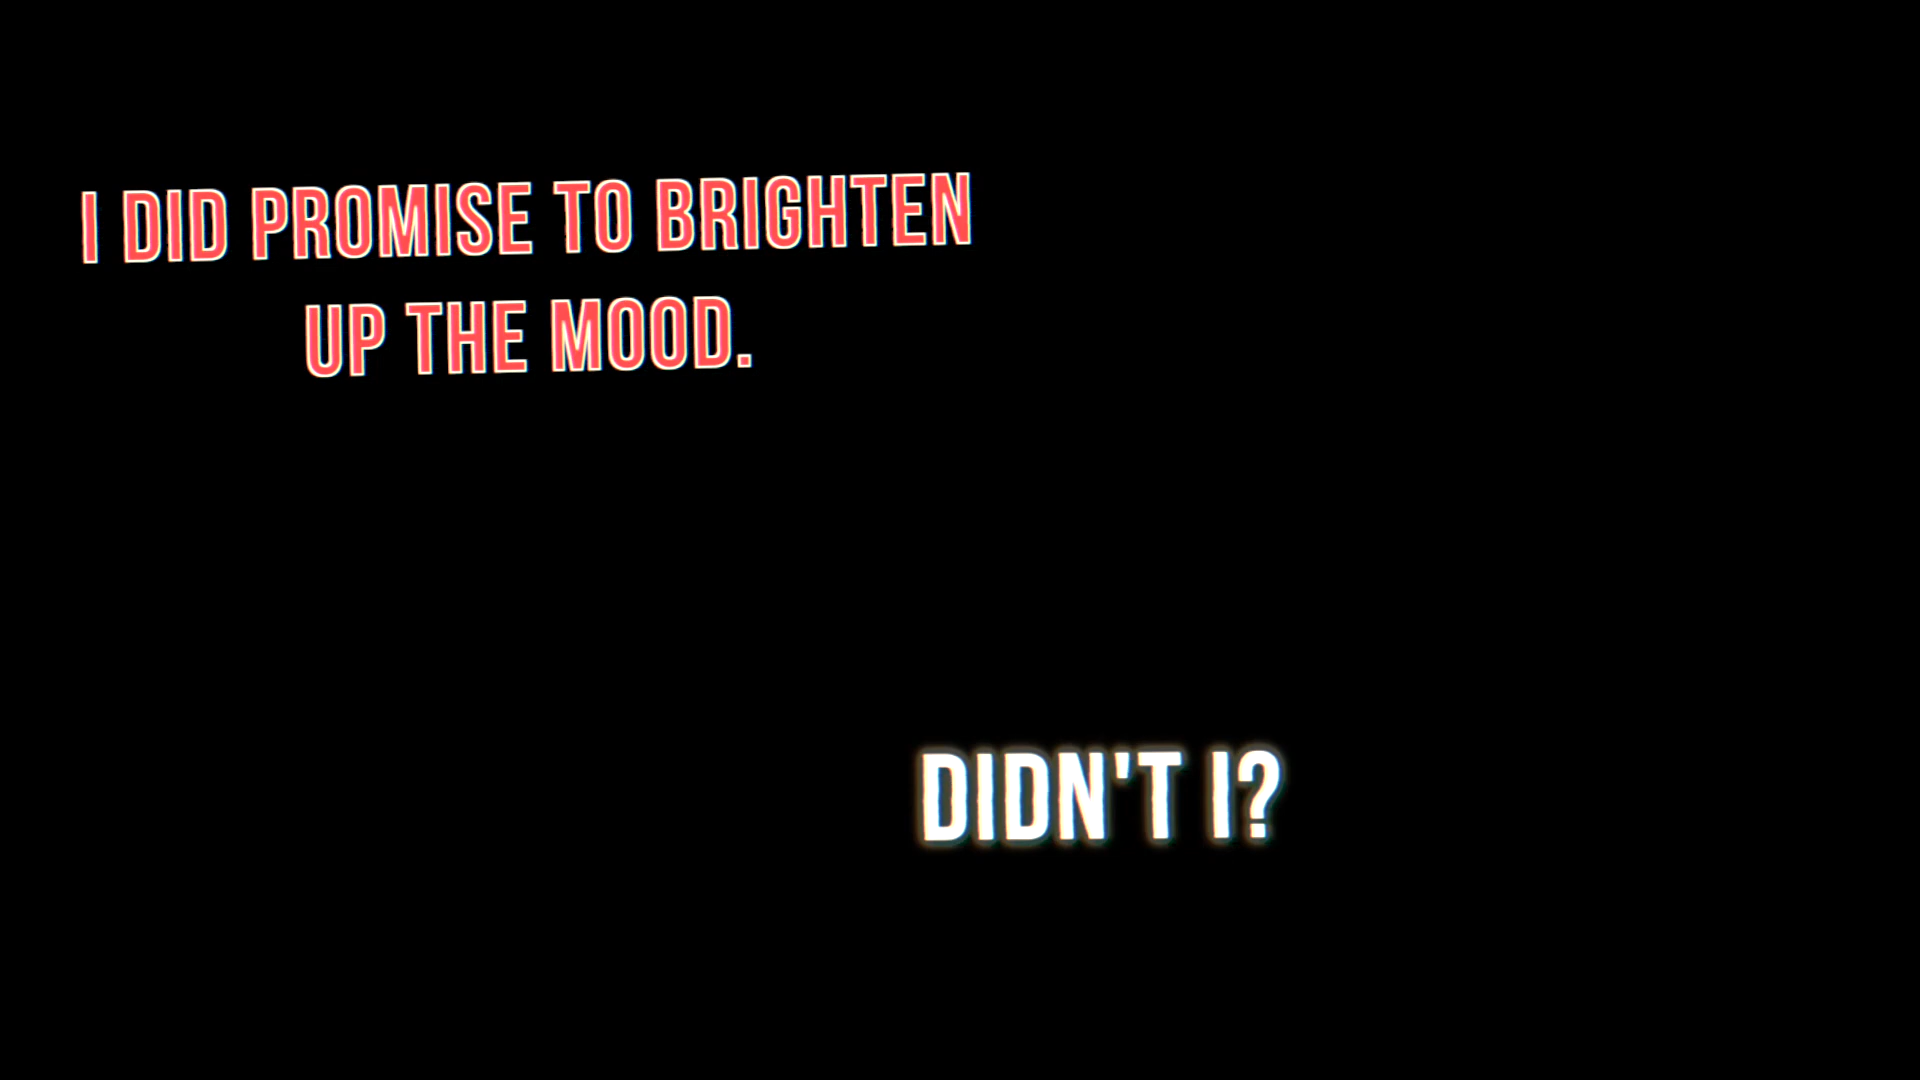 I DID PROMISE TO BRIGHTEN
UP THE MOOD.
DIDN'T I?